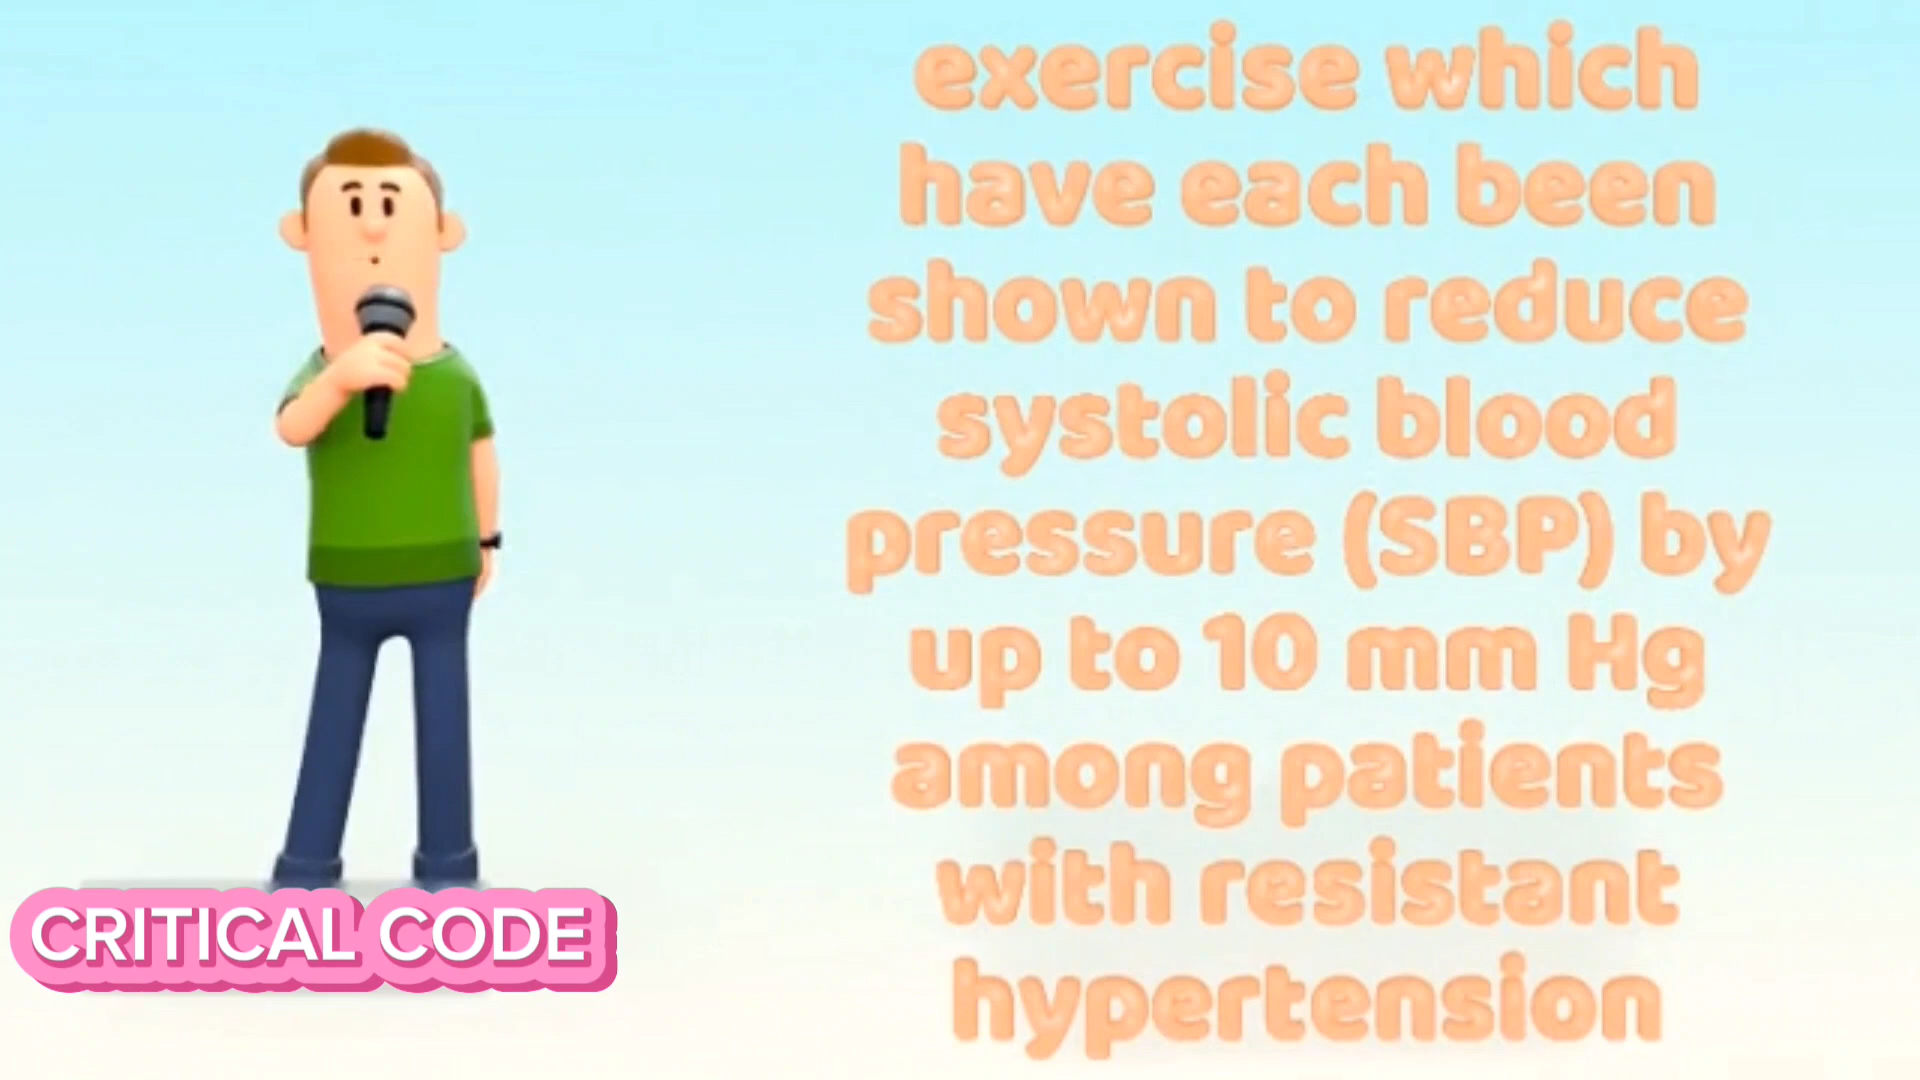 exercise which
have each been
shown to reduce
systolic blood
pressure (SBP) by
up to 10 mm Hg
among patients
with resistant
hypertension
CRITICAL CODE